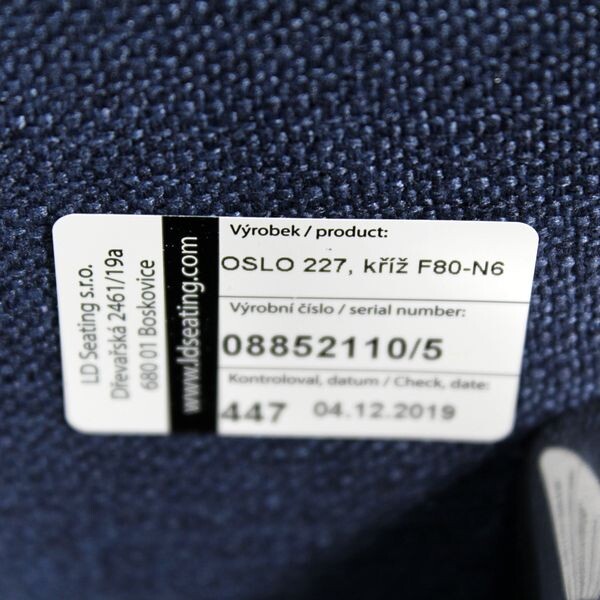 LD Seating s.r.o.
Dřevařská 2461/19a
680 01 Boskovice
www.ldseating.com
Výrobek / product:
OSLO 227, kříž F80-N6
Výrobní číslo / serial number:
08852110/5
Kontroloval, datum / Check, date:
447 04.12.2019